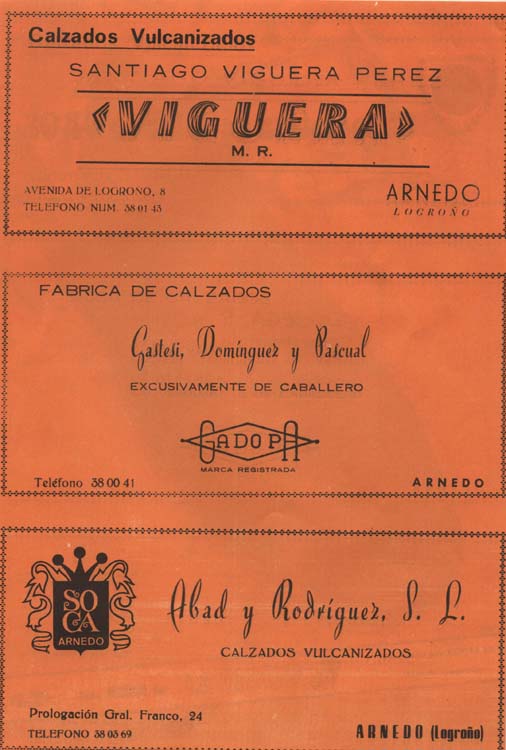 Calzados Vulcanizados
SANTIAGO VIGUERA PEREZ
«VIGUERA»
M. R.
AVENIDA DE LOGROÑO, 8
TELEFONO NUM. 38 01 43
ARNEDO
LOGROÑO
FABRICA DE CALZADOS
Gastesi, Domínguez y Pascual
EXCUSIVAMENTE DE CABALLERO
GADOPA
MARCA REGISTRADA
Teléfono 38 00 41
ARNEDO
SOCA
ARNEDO
Abad y Rodríguez, S. L.
CALZADOS VULCANIZADOS
Prologación Gral. Franco, 24
TELEFONO 38 03 69
ARNEDO (Logroño)